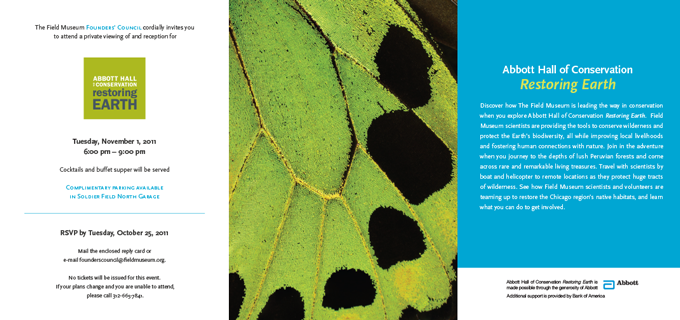 The Field Museum Founders' Council cordially invites you
to attend a private viewing of and reception for
ABBOTT HALL
of CONSERVATION
restoring
EARTH
Tuesday, November 1, 2011
6:00 pm – 9:00 pm
Cocktails and buffet supper will be served
Complimentary parking available
in Soldier Field North Garage
RSVP by Tuesday, October 25, 2011
Mail the enclosed reply card or
e-mail founderscouncil@fieldmuseum.org.
No tickets will be issued for this event.
If your plans change and you are unable to attend,
please call 312-665-7841.
Abbott Hall of Conservation
Restoring Earth
Discover how The Field Museum is leading the way in conservation
when you explore Abbott Hall of Conservation Restoring Earth. Field
Museum scientists are providing the tools to conserve wilderness and
protect the Earth's biodiversity, all while improving local livelihoods
and fostering human connections with nature. Join in the adventure
when you journey to the depths of lush Peruvian forests and come
across rare and remarkable living treasures. Travel with scientists by
boat and helicopter to remote locations as they protect huge tracts
of wilderness. See how Field Museum scientists and volunteers are
teaming up to restore the Chicago region's native habitats, and learn
what you can do to get involved.
Abbott Hall of Conservation Restoring Earth is
made possible through the generosity of Abbott
Abbott
Additional support is provided by Bank of America